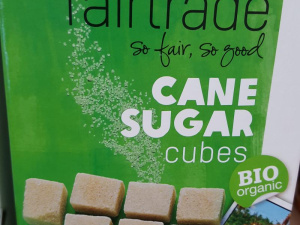 fairtrade
so fair, so good
CANE
SUGAR
cubes
BIO
organic